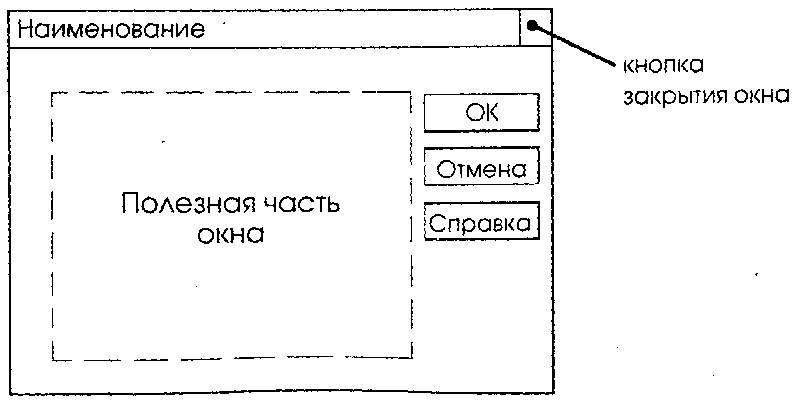 Наименование
кнопка
закрытия окна
ОК
Отмена
Полезная часть
окна
Справка